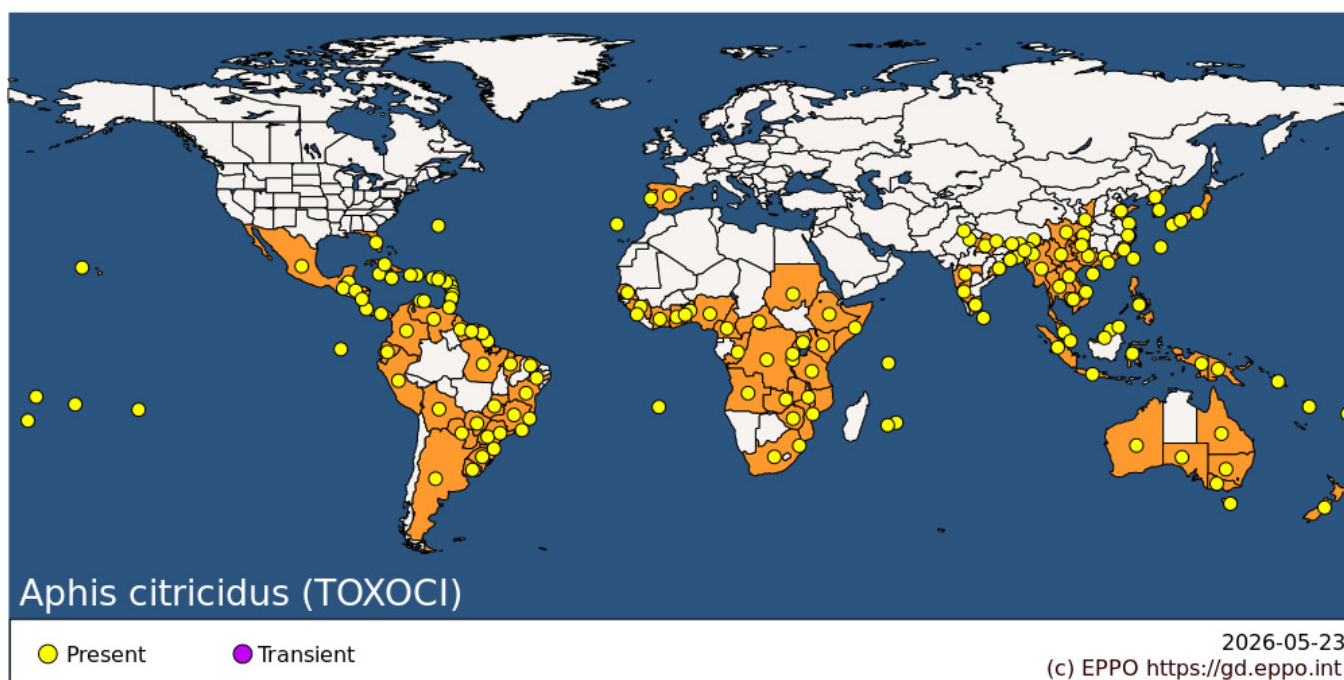 Aphis citricidus (TOXOCI)
Present
Transient
2026-05-23
(c) EPPO https://gd.eppo.int